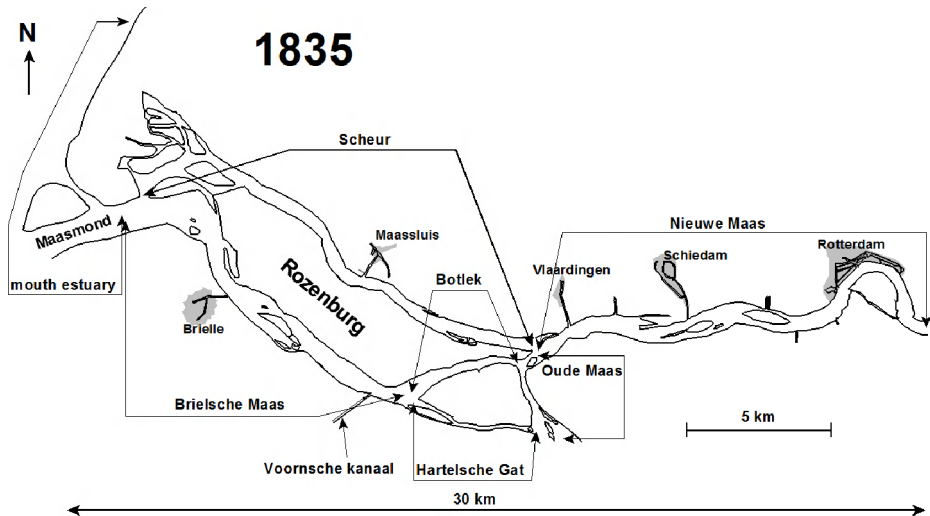 N
1835
Scheur
Nieuwe Maas
Maasmond
Maassluis
Rotterdam
Schiedam
Vlaardingen
mouth estuary
Rozenburg
Botlek
Brielle
Oude Maas
Brielsche Maas
5 km
Voornsche kanaal
Hartelsche Gat
30 km